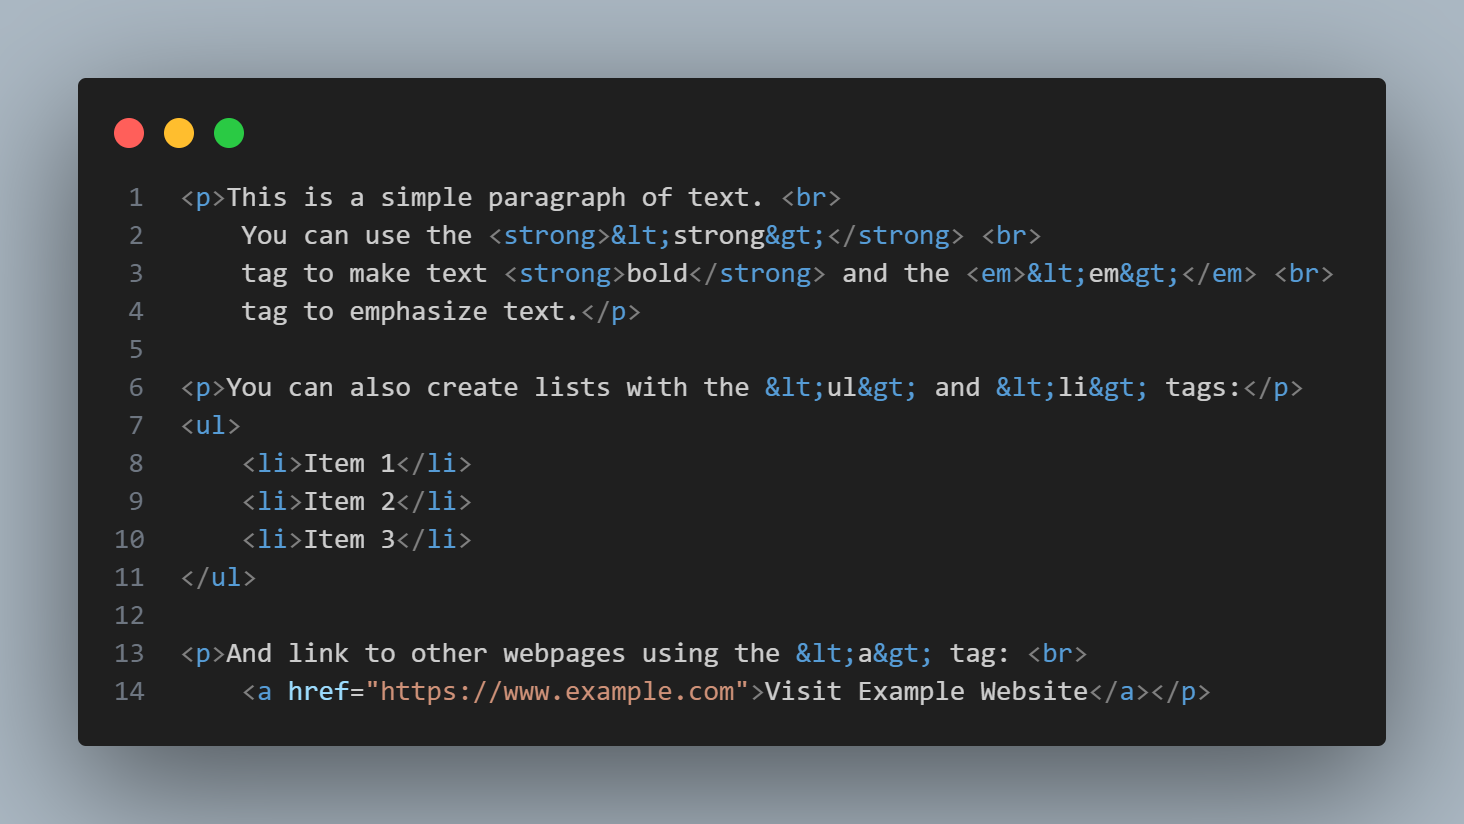 1 <p>This is a simple paragraph of text. <br>
2 You can use the <strong>&lt;strong&gt;</strong> <br>
3 tag to make text <strong>bold</strong> and the <em>&lt;em&gt;</em> <br>
4 tag to emphasize text.</p>
5
6 <p>You can also create lists with the &lt;ul&gt; and &lt;li&gt; tags:</p>
7 <ul>
8 <li>Item 1</li>
9 <li>Item 2</li>
10 <li>Item 3</li>
11 </ul>
12
13 <p>And link to other webpages using the &lt;a&gt; tag: <br>
14 <a href="https://www.example.com">Visit Example Website</a></p>